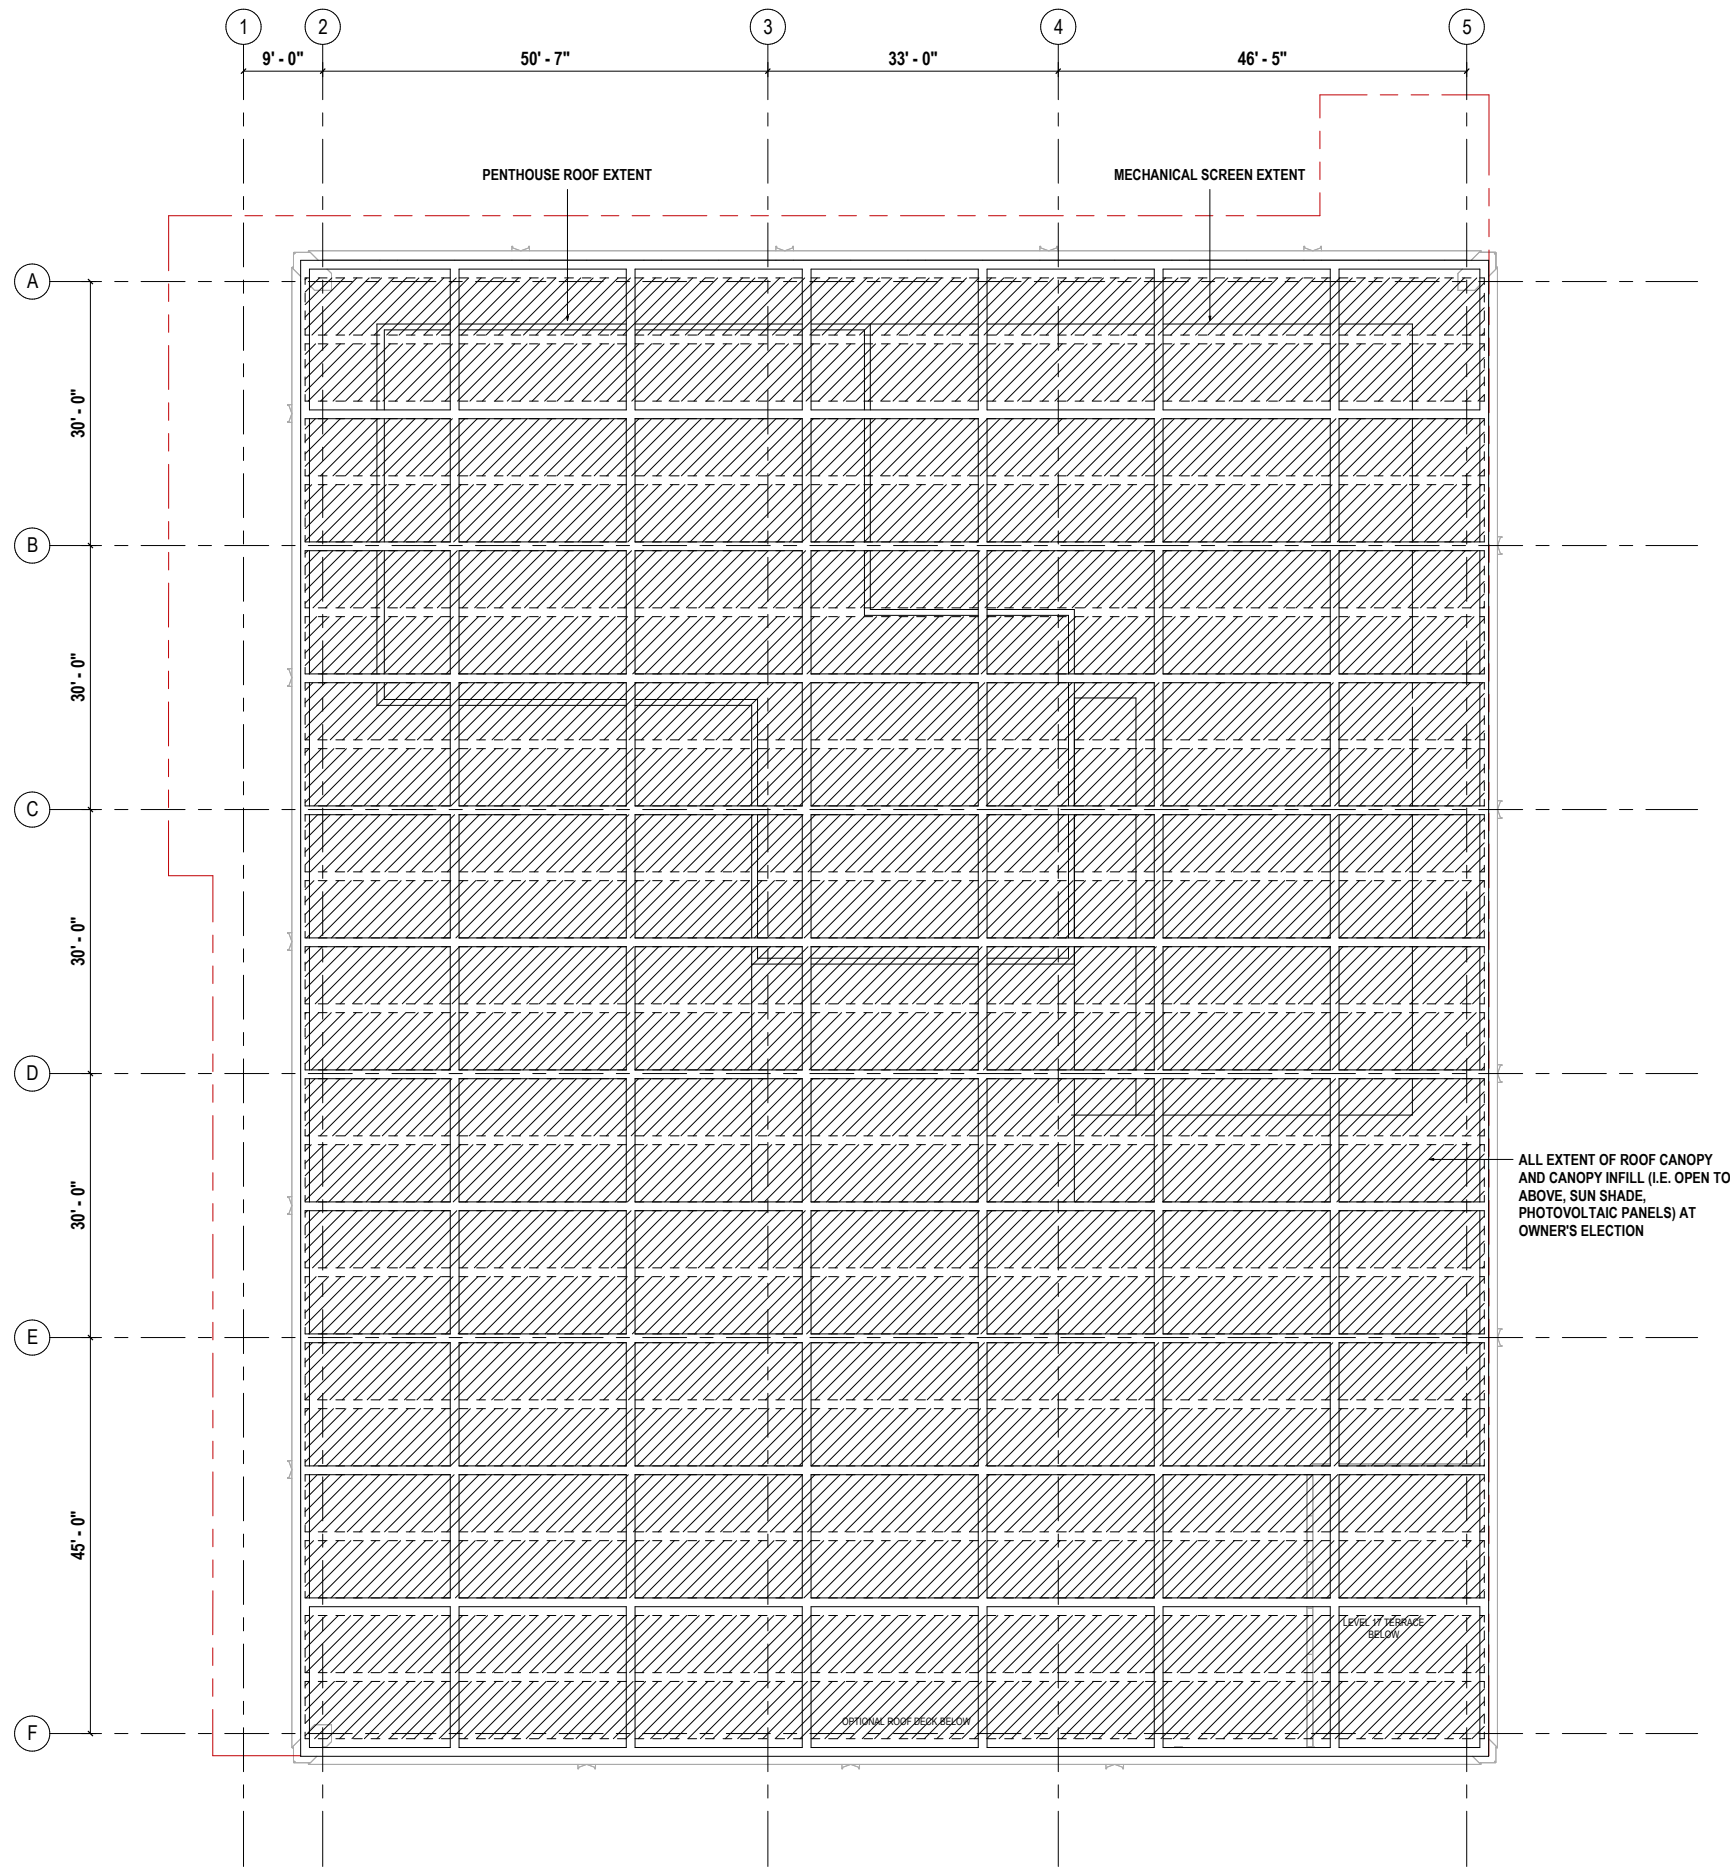 1
2
3
4
5
9' - 0"
50' - 7"
33' - 0"
46' - 5"
PENTHOUSE ROOF EXTENT
MECHANICAL SCREEN EXTENT
A
30' - 0"
B
30' - 0"
C
30' - 0"
D
30' - 0"
ALL EXTENT OF ROOF CANOPY
AND CANOPY INFILL (I.E. OPEN TO
ABOVE, SUN SHADE,
PHOTOVOLTAIC PANELS) AT
OWNER'S ELECTION
E
45' - 0"
LEVEL 17 TERRACE
BELOW
OPTIONAL ROOF DECK BELOW
F